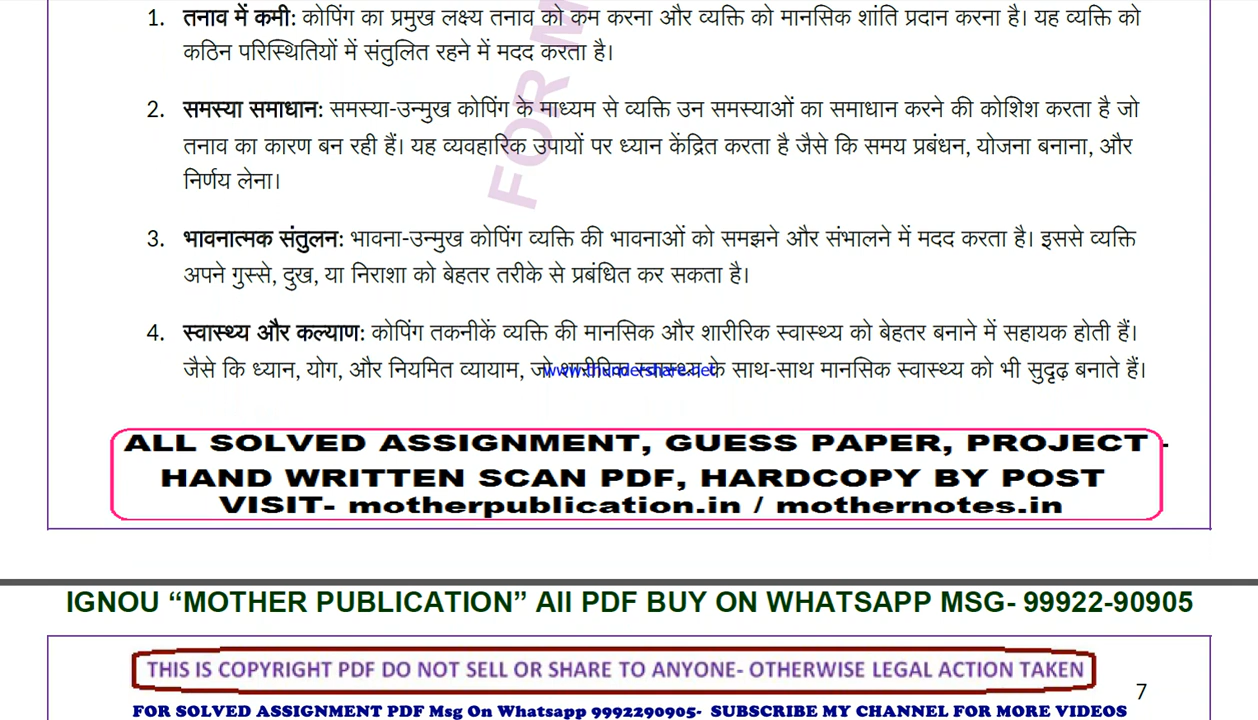 1. तनाव में कमी: कोपिंग का प्रमुख लक्ष्य तनाव को कम करना और व्यक्ति को मानसिक शांति प्रदान करना है। यह व्यक्ति को
कठिन परिस्थितियों में संतुलित रहने में मदद करता है।
2. समस्या समाधान: समस्या-उन्मुख कोपिंग के माध्यम से व्यक्ति उन समस्याओं का समाधान करने की कोशिश करता है जो
तनाव का कारण बन रही हैं। यह व्यवहारिक उपायों पर ध्यान केंद्रित करता है जैसे कि समय प्रबंधन, योजना बनाना, और
निर्णय लेना।
FOR M
3. भावनात्मक संतुलन: भावना-उन्मुख कोपिंग व्यक्ति की भावनाओं को समझने और संभालने में मदद करता है। इससे व्यक्ति
अपने गुस्से, दुख, या निराशा को बेहतर तरीके से प्रबंधित कर सकता है।
4. स्वास्थ्य और कल्याण: कोपिंग तकनीकें व्यक्ति की मानसिक और शारीरिक स्वास्थ्य को बेहतर बनाने में सहायक होती हैं।
जैसे कि ध्यान, योग, और नियमित व्यायाम, जो शारीरिक स्वास्थ्य के साथ-साथ मानसिक स्वास्थ्य को भी सुदृढ़ बनाते हैं।
www.thundershare.net
ALL SOLVED ASSIGNMENT, GUESS PAPER, PROJECT -
HAND WRITTEN SCAN PDF, HARDCOPY BY POST
VISIT- motherpublication.in / mothernotes.in
IGNOU “MOTHER PUBLICATION” All PDF BUY ON WHATSAPP MSG- 99922-90905
THIS IS COPYRIGHT PDF DO NOT SELL OR SHARE TO ANYONE- OTHERWISE LEGAL ACTION TAKEN
7
FOR SOLVED ASSIGNMENT PDF Msg On Whatsapp 9992290905- SUBSCRIBE MY CHANNEL FOR MORE VIDEOS